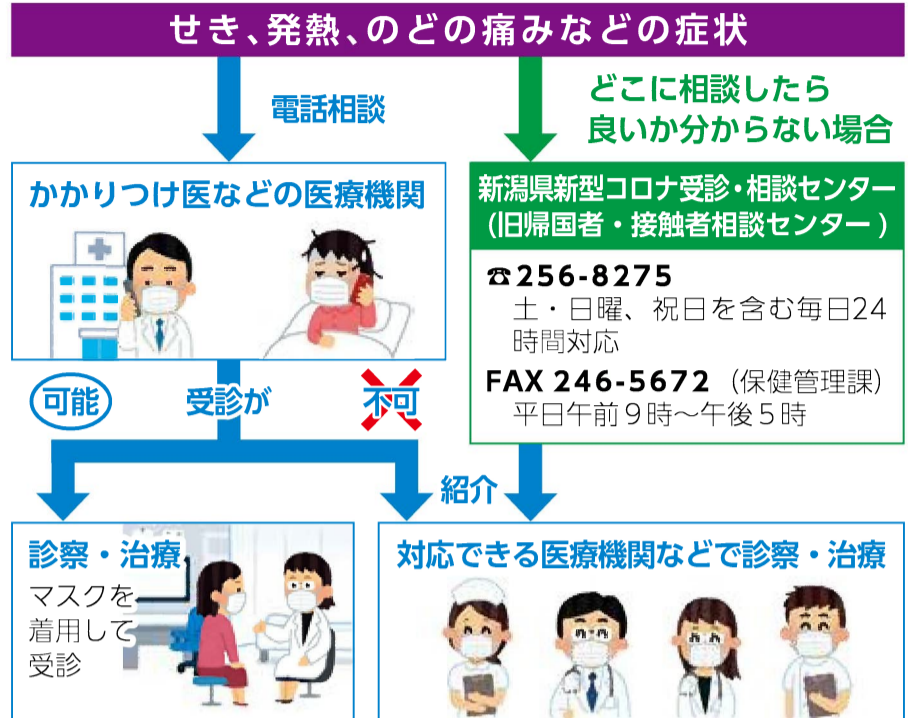 せき、発熱、のどの痛みなどの症状
電話相談
どこに相談したら
良いか分からない場合
かかりつけ医などの医療機関
新潟県新型コロナ受診・相談センター
(旧帰国者・接触者相談センター)
☎256-8275
土・日曜、祝日を含む毎日24
時間対応
FAX 246-5672 (保健管理課)
平日午前9時～午後5時
可能 受診が 不可
紹介
診察・治療
マスクを
着用して
受診
対応できる医療機関などで診察・治療